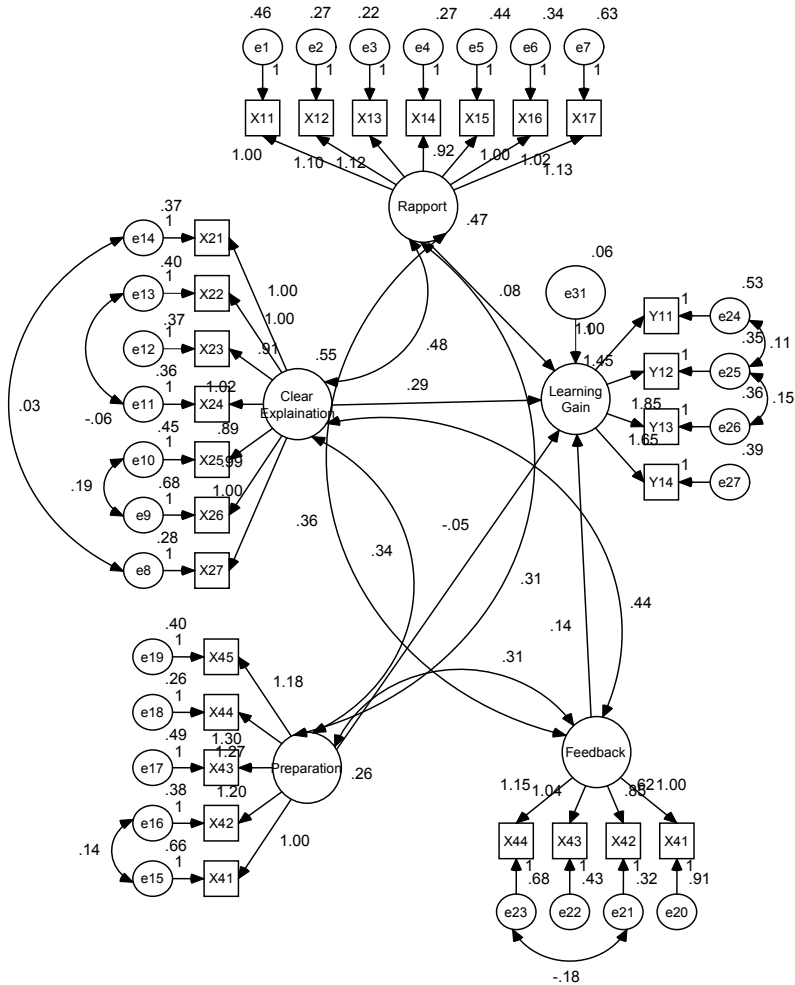 .46 .27 .22 .27 .44 .34 .63
e1 e2 e3 e4 e5 e6 e7
1 1 1 1 1 1 1
X11 X12 X13 X14 X15 X16 X17
1.00 1.10 1.12 .92 1.00 1.02 1.13
Rapport
.47
.37
1
e14 X21
.40
1
e13 X22
.37
1
e12 X23
.36
1
e11 X24
.45
1
e10 X25
.68
1
e9 X26
.28
1
e8 X27
.03
-.06
.19
1.00
1.00
.91
1.02
.89
.99
1.00
.55
Clear
Explaination
.48
.08
.29
.06
e31
1
Learning
Gain
1.00
1.45
1.85
1.65
Y11 1 e24 .53
Y12 1 e25 .35
Y13 1 e26 .36
Y14 1 e27 .39
.11
.15
.36
.34
-.05
.31
.44
.14
.31
.40
1
e19 X45
.26
1
e18 X44
.49
1
e17 X43
.38
1
e16 X42
.66
1
e15 X41
.14
1.18
1.30
1.27
1.20
1.00
Preparation
.26
Feedback
.62
1.15 1.04 .88 1.00
X44 X43 X42 X41
1 1 1 1
.68 .43 .32 .91
e23 e22 e21 e20
-.18